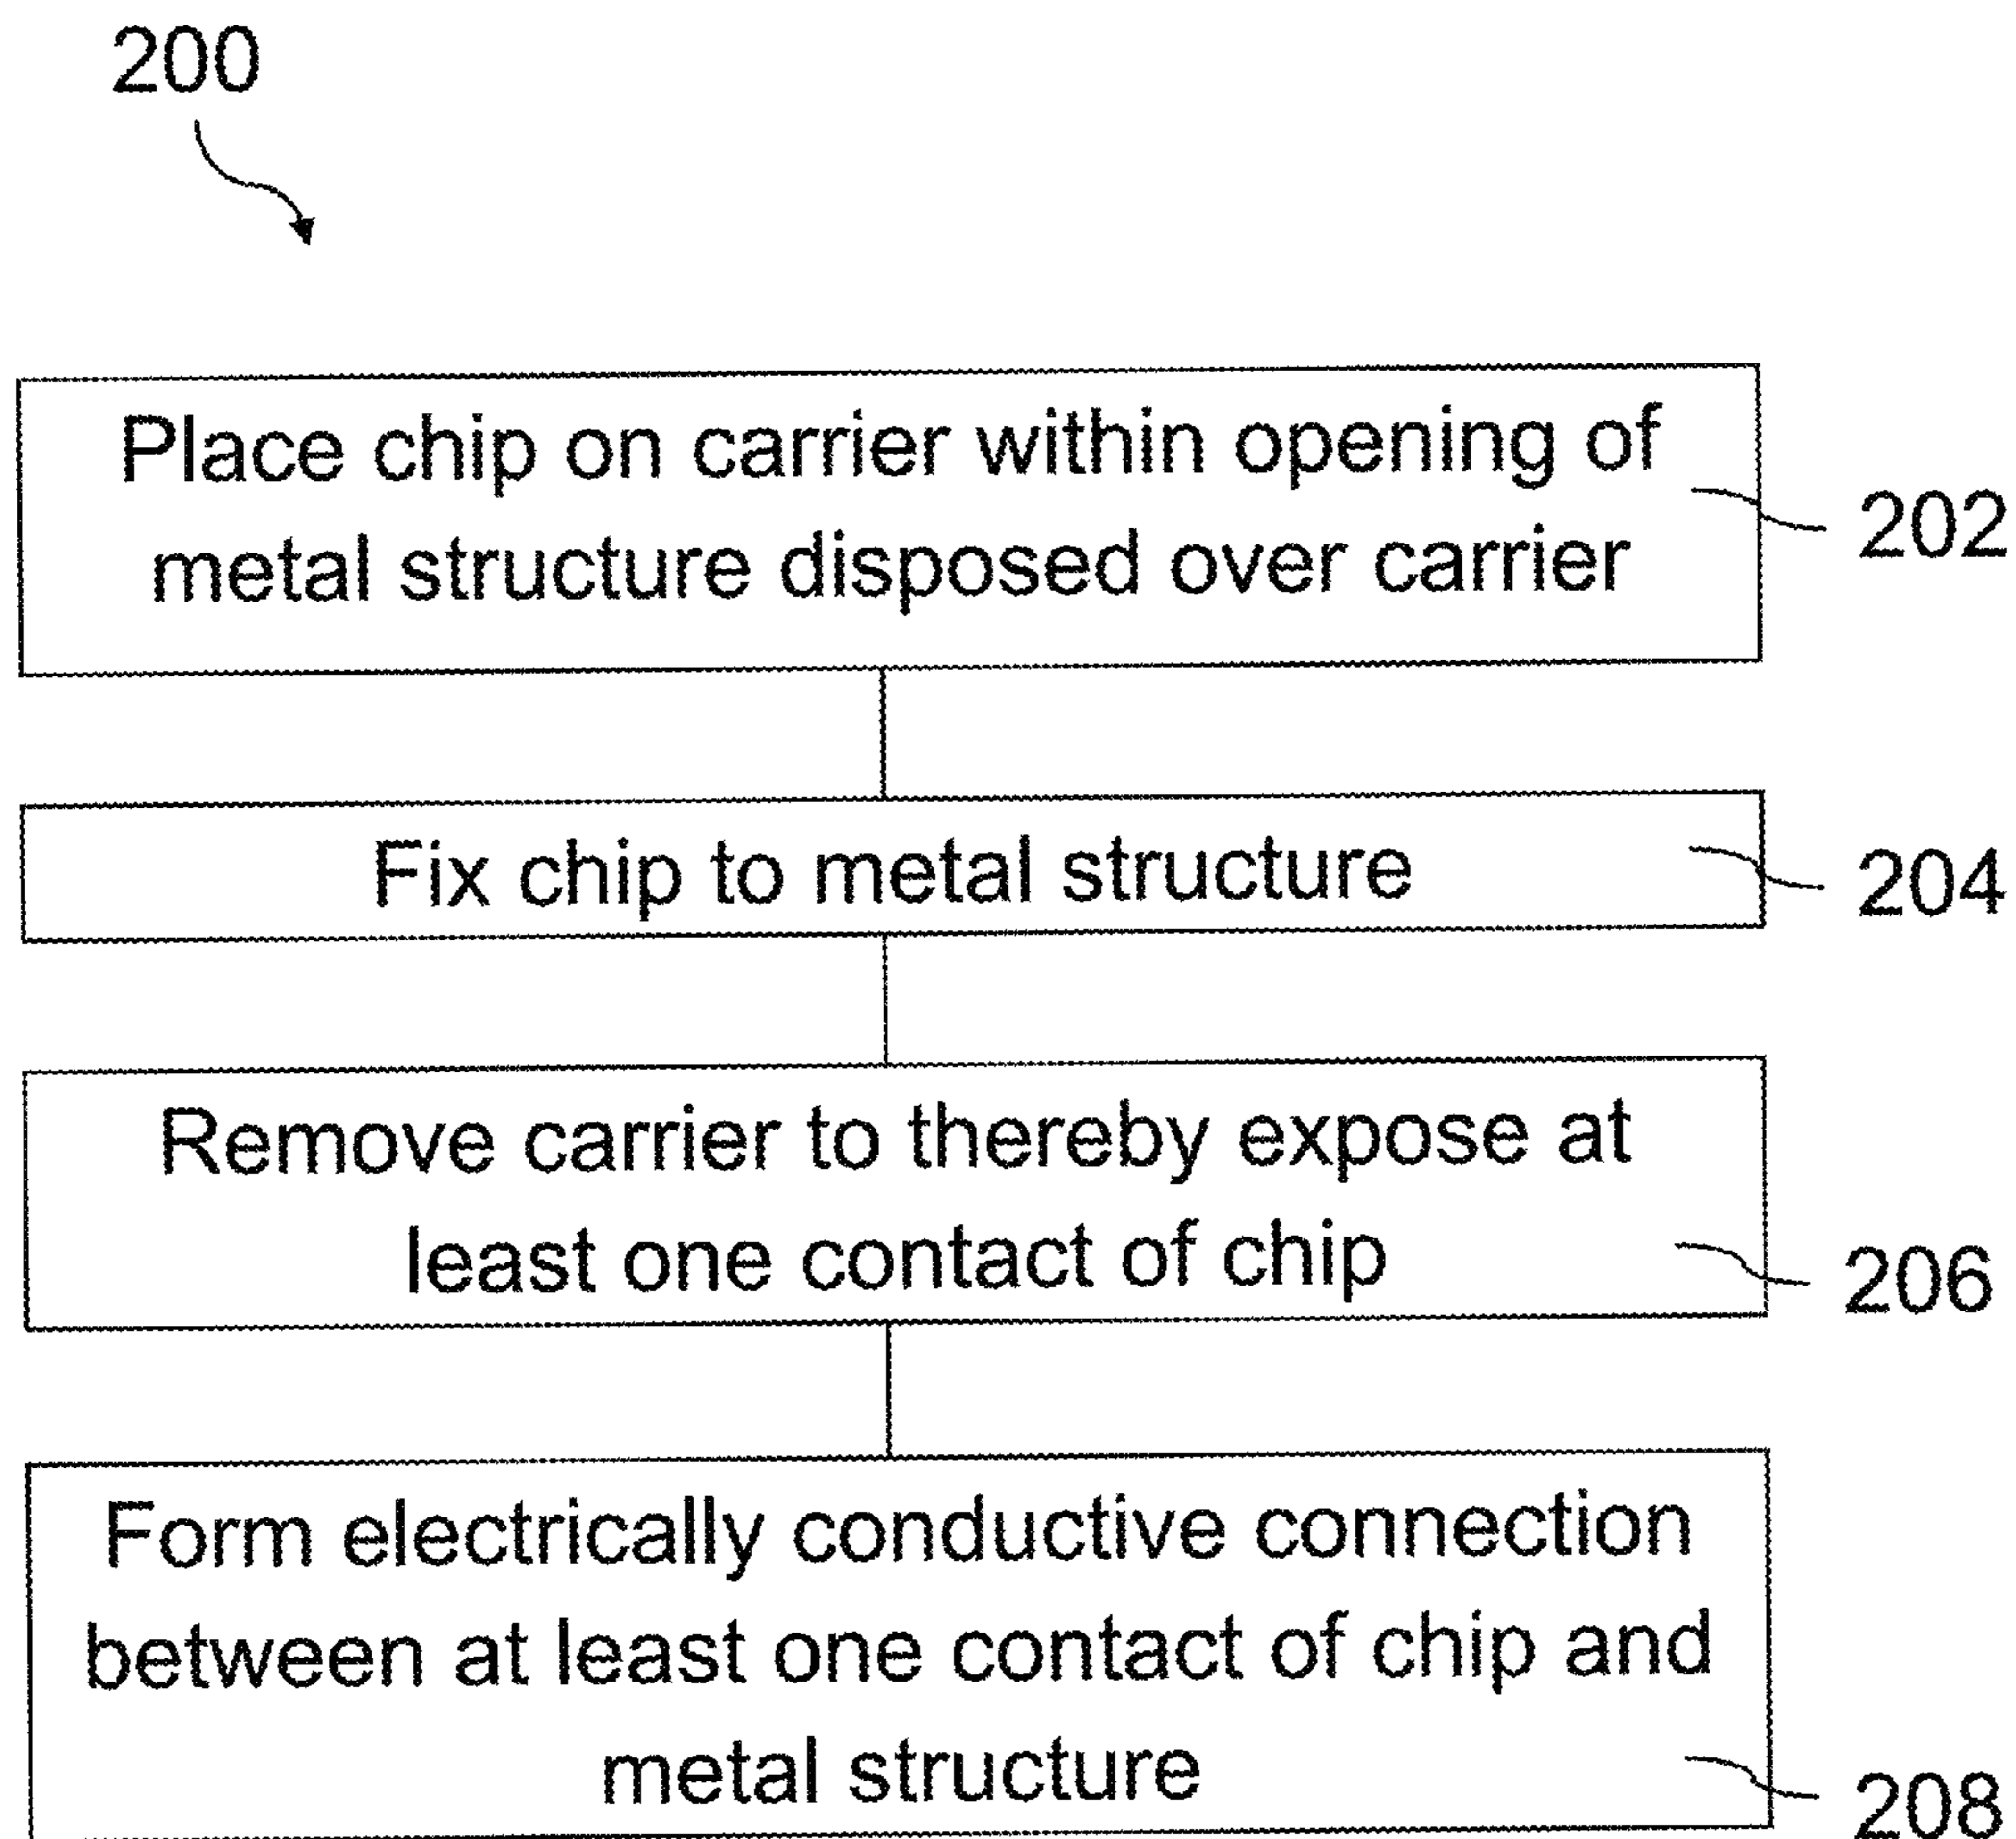 200
Place chip on carrier within opening of
metal structure disposed over carrier
202
Fix chip to metal structure
204
Remove carrier to thereby expose at
least one contact of chip
206
Form electrically conductive connection
between at least one contact of chip and
metal structure
208